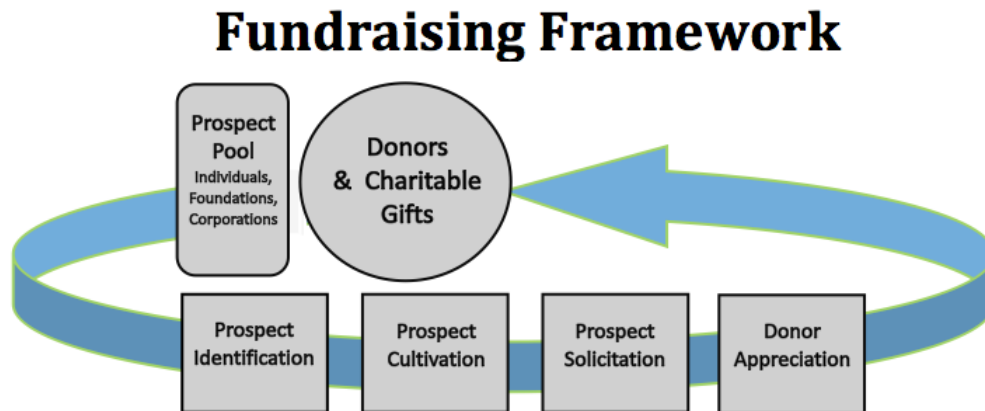 Fundraising Framework
Prospect
Pool
Individuals,
Foundations,
Corporations
Donors
& Charitable
Gifts
Prospect
Identification
Prospect
Cultivation
Prospect
Solicitation
Donor
Appreciation